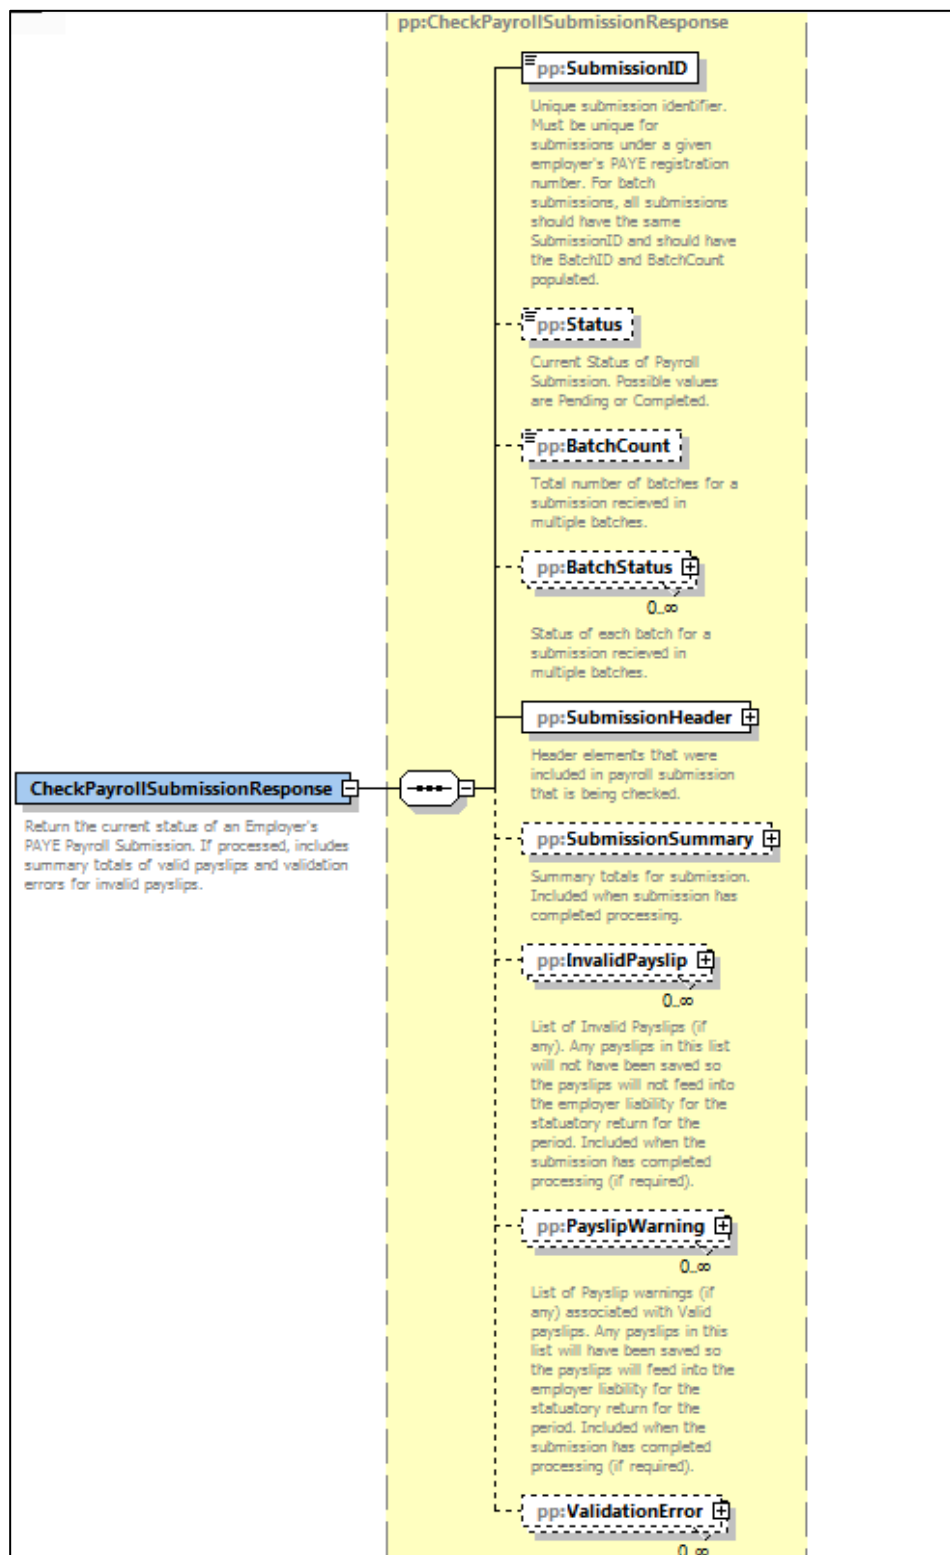 pp:CheckPayrollSubmissionResponse
pp:SubmissionID
Unique submission identifier.
Must be unique for
submissions under a given
employer's PAYE registration
number. For batch
submissions, all submissions
should have the same
SubmissionID and should have
the BatchID and BatchCount
populated.
pp:Status
Current Status of Payroll
Submission. Possible values
are Pending or Completed.
pp:BatchCount
Total number of batches for a
submission recieved in
multiple batches.
pp:BatchStatus
0..∞
Status of each batch for a
submission recieved in
multiple batches.
pp:SubmissionHeader
Header elements that were
included in payroll submission
that is being checked.
CheckPayrollSubmissionResponse
Return the current status of an Employer's
PAYE Payroll Submission. If processed, includes
summary totals of valid payslips and validation
errors for invalid payslips.
pp:SubmissionSummary
Summary totals for submission.
Included when submission has
completed processing.
pp:InvalidPayslip
0..∞
List of Invalid Payslips (if
any). Any payslips in this list
will not have been saved so
the payslips will not feed into
the employer liability for the
statuatory return for the
period. Included when the
submission has completed
processing (if required).
pp:PayslipWarning
0..∞
List of Payslip warnings (if
any) associated with Valid
payslips. Any payslips in this
list will have been saved so
the payslips will feed into the
employer liability for the
statuatory return for the
period. Included when the
submission has completed
processing (if required).
pp:ValidationError
0..∞